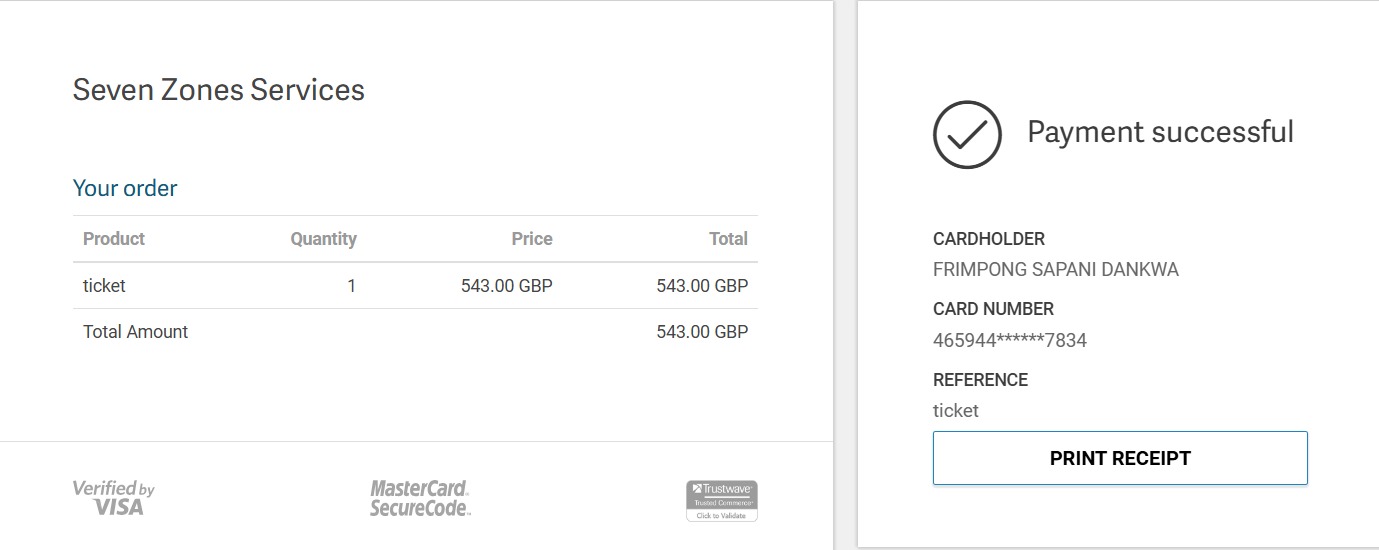 Seven Zones Services
Your order
Product Quantity Price Total
ticket 1 543.00 GBP 543.00 GBP
Total Amount 543.00 GBP
Verified by
VISA
MasterCard.
SecureCode.
Trustwave
Trusted Commerce
Click to Validate
Payment successful
CARDHOLDER
FRIMPONG SAPANI DANKWA
CARD NUMBER
465944******7834
REFERENCE
ticket
PRINT RECEIPT